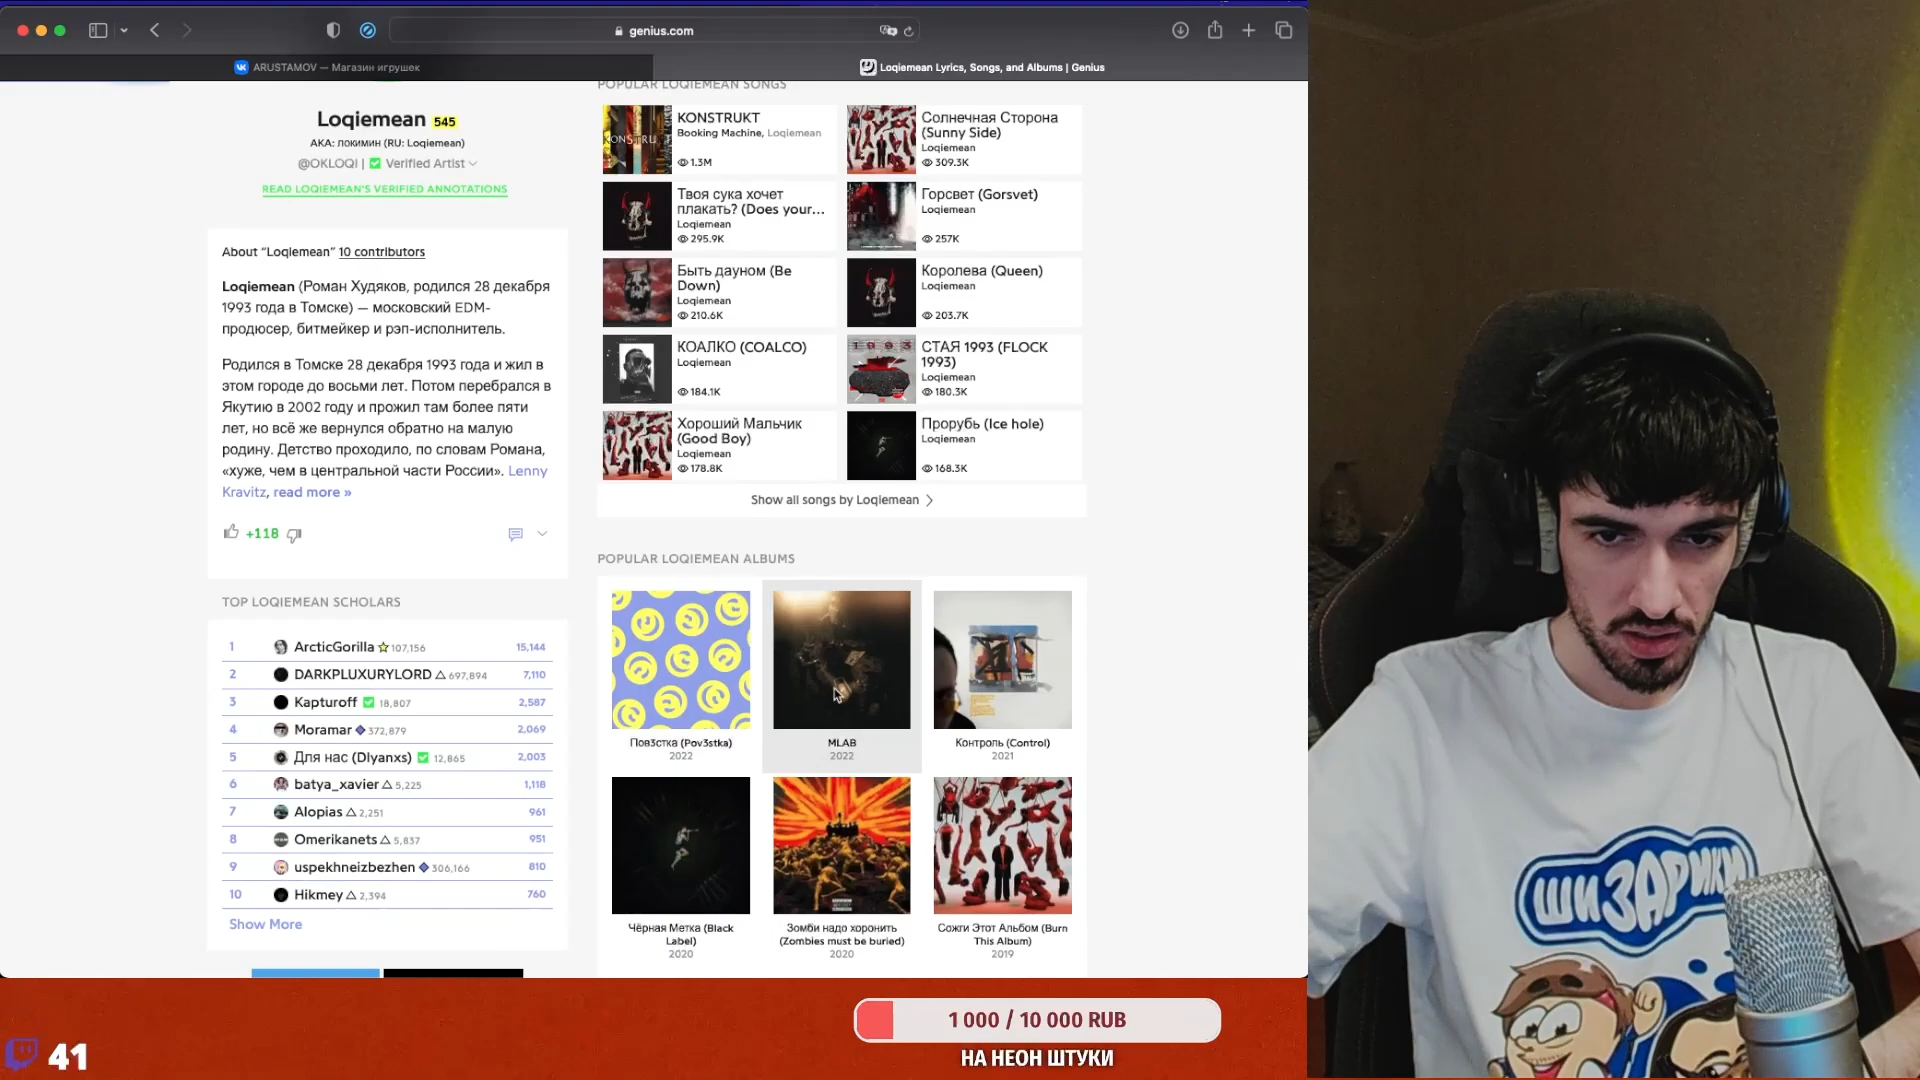 genius.com
ARUSTAMOV — Магазин игрушек
Loqiemean Lyrics, Songs, and Albums | Genius
Loqiemean 545
AKA: локимин (RU: Loqiemean)
@OKLOQI | Verified Artist
READ LOQIEMEAN'S VERIFIED ANNOTATIONS
About “Loqiemean” 10 contributors
Loqiemean (Роман Худяков, родился 28 декабря
1993 года в Томске) — московский EDM-
продюсер, битмейкер и рэп-исполнитель.
Родился в Томске 28 декабря 1993 года и жил в
этом городе до восьми лет. Потом перебрался в
Якутию в 2002 году и прожил там более пяти
лет, но всё же вернулся обратно на малую
родину. Детство проходило, по словам Романа,
«хуже, чем в центральной части России». Lenny
Kravitz, read more »
+118
TOP LOQIEMEAN SCHOLARS
1 ArcticGorilla 107,156 15,144
2 DARKPLUXURYLORD 697,894 7,110
3 Kapturoff 18,807 2,587
4 Moramar 372,879 2,069
5 Для нас (Dlyanxs) 12,865 2,003
6 batya_xavier 5,225 1,118
7 Alopias 2,251 961
8 Omerikanets 5,837 951
9 uspekhneizbezhen 306,166 810
10 Hikmey 2,394 760
Show More
POPULAR LOQIEMEAN SONGS
KONSTRUKT
Booking Machine, Loqiemean
1.3M
Солнечная Сторона
(Sunny Side)
Loqiemean
309.3K
Твоя сука хочет
плакать? (Does your...
Loqiemean
295.9K
Горсвет (Gorsvet)
Loqiemean
257K
Быть дауном (Be
Down)
Loqiemean
210.6K
Королева (Queen)
Loqiemean
203.7K
КОАЛКО (COALCO)
Loqiemean
184.1K
1993
СТАЯ 1993 (FLOCK
1993)
Loqiemean
180.3K
Хороший Мальчик
(Good Boy)
Loqiemean
178.8K
Прорубь (Ice hole)
Loqiemean
168.3K
Show all songs by Loqiemean
POPULAR LOQIEMEAN ALBUMS
Пов3стка (Pov3stka)
2022
MLAB
2022
Контроль (Control)
2021
Чёрная Метка (Black
Label)
2020
Зомби надо хоронить
(Zombies must be buried)
2020
Сожги Этот Альбом (Burn
This Album)
2019
41
1 000 / 10 000 RUB
НА НЕОН ШТУКИ
ШИЗАРИКИ